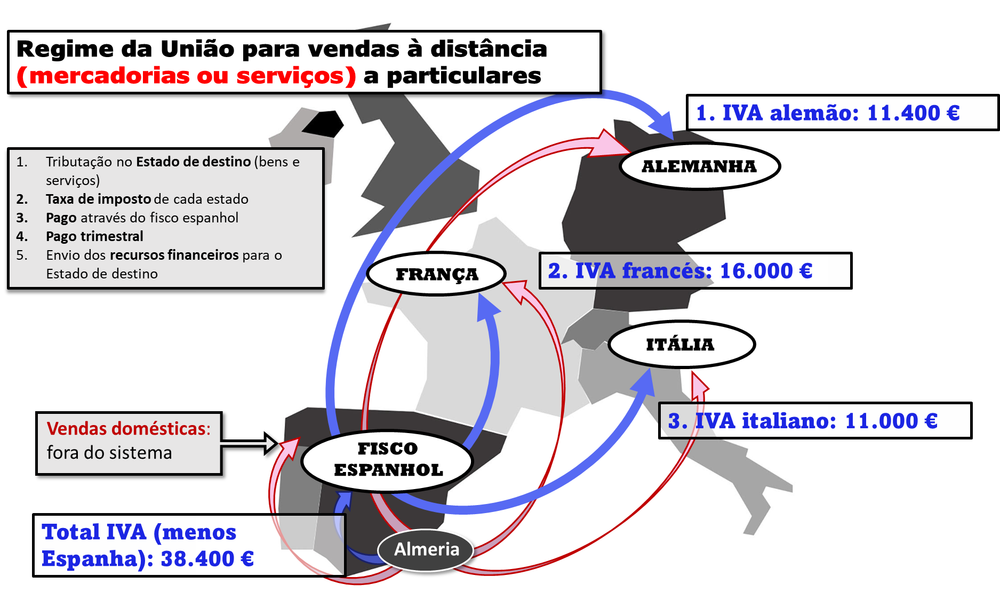 Regime da União para vendas à distância
(mercadorias ou serviços) a particulares
1. IVA alemão: 11.400 €
1. Tributação no Estado de destino (bens e
serviços)
2. Taxa de imposto de cada estado
3. Pago através do fisco espanhol
4. Pago trimestral
5. Envio dos recursos financeiros para o
Estado de destino
ALEMANHA
FRANÇA
2. IVA francés: 16.000 €
ITÁLIA
3. IVA italiano: 11.000 €
Vendas domésticas:
fora do sistema
FISCO
ESPANHOL
Total IVA (menos
Espanha): 38.400 €
Almeria